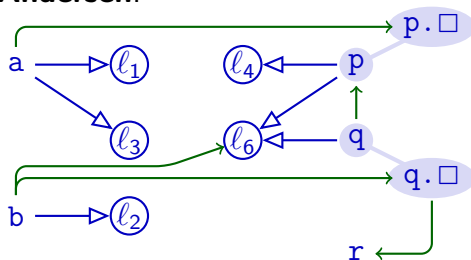 Andersen.
p.□
a ℓ1 ℓ4 p
ℓ3 ℓ6 q
q.□
b ℓ2
r